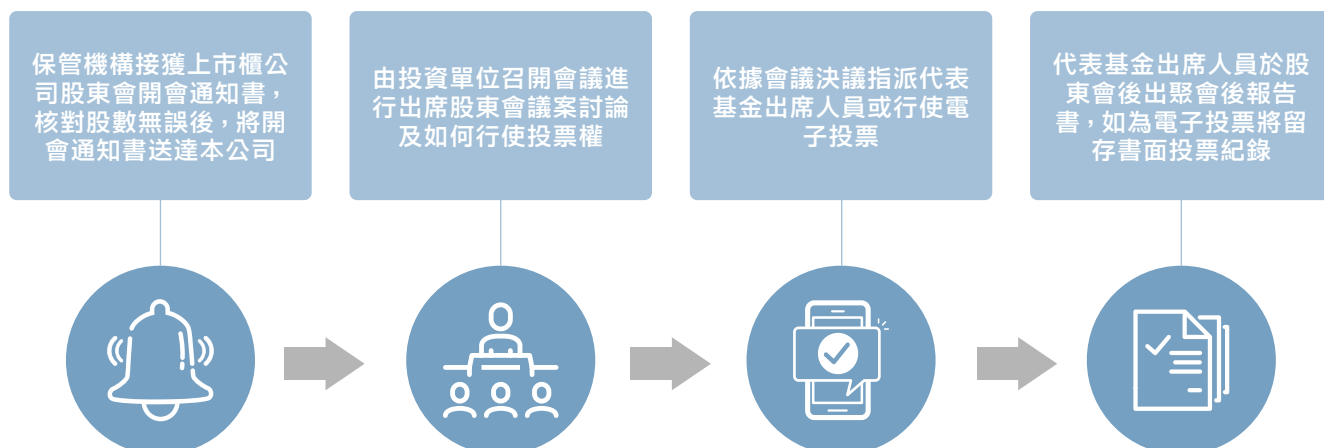 保管機構接獲上市櫃公
司股東會開會通知書，
核對股數無誤後，將開
會通知書送達本公司
由投資單位召開會議進
行出席股東會議案討論
及如何行使投票權
依據會議決議指派代表
基金出席人員或行使電
子投票
代表基金出席人員於股
東會後出聚會後報告
書，如為電子投票將留
存書面投票紀錄